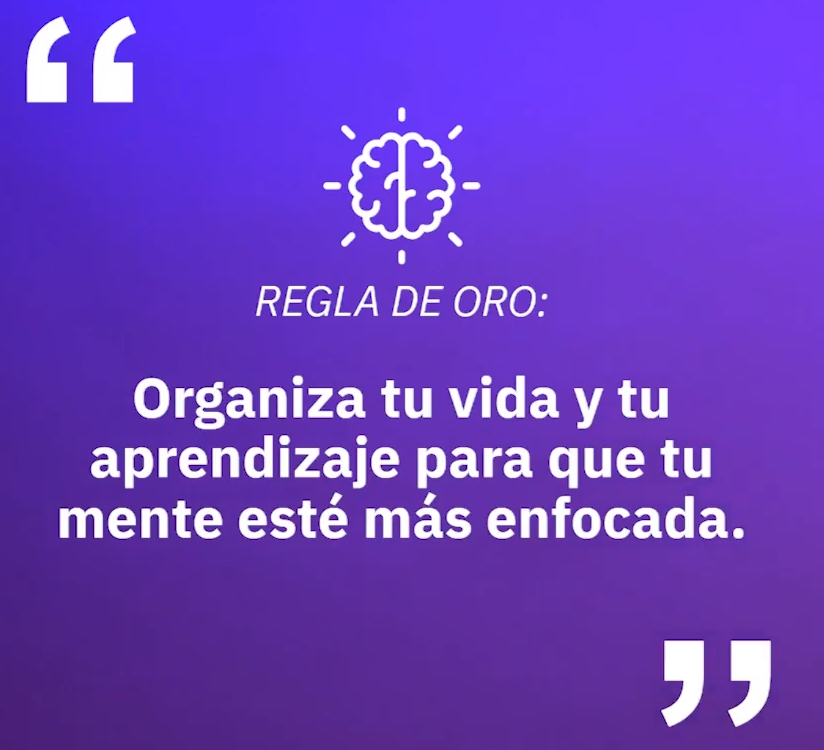 “
REGLA DE ORO:
Organiza tu vida y tu
aprendizaje para que tu
mente esté más enfocada.
”